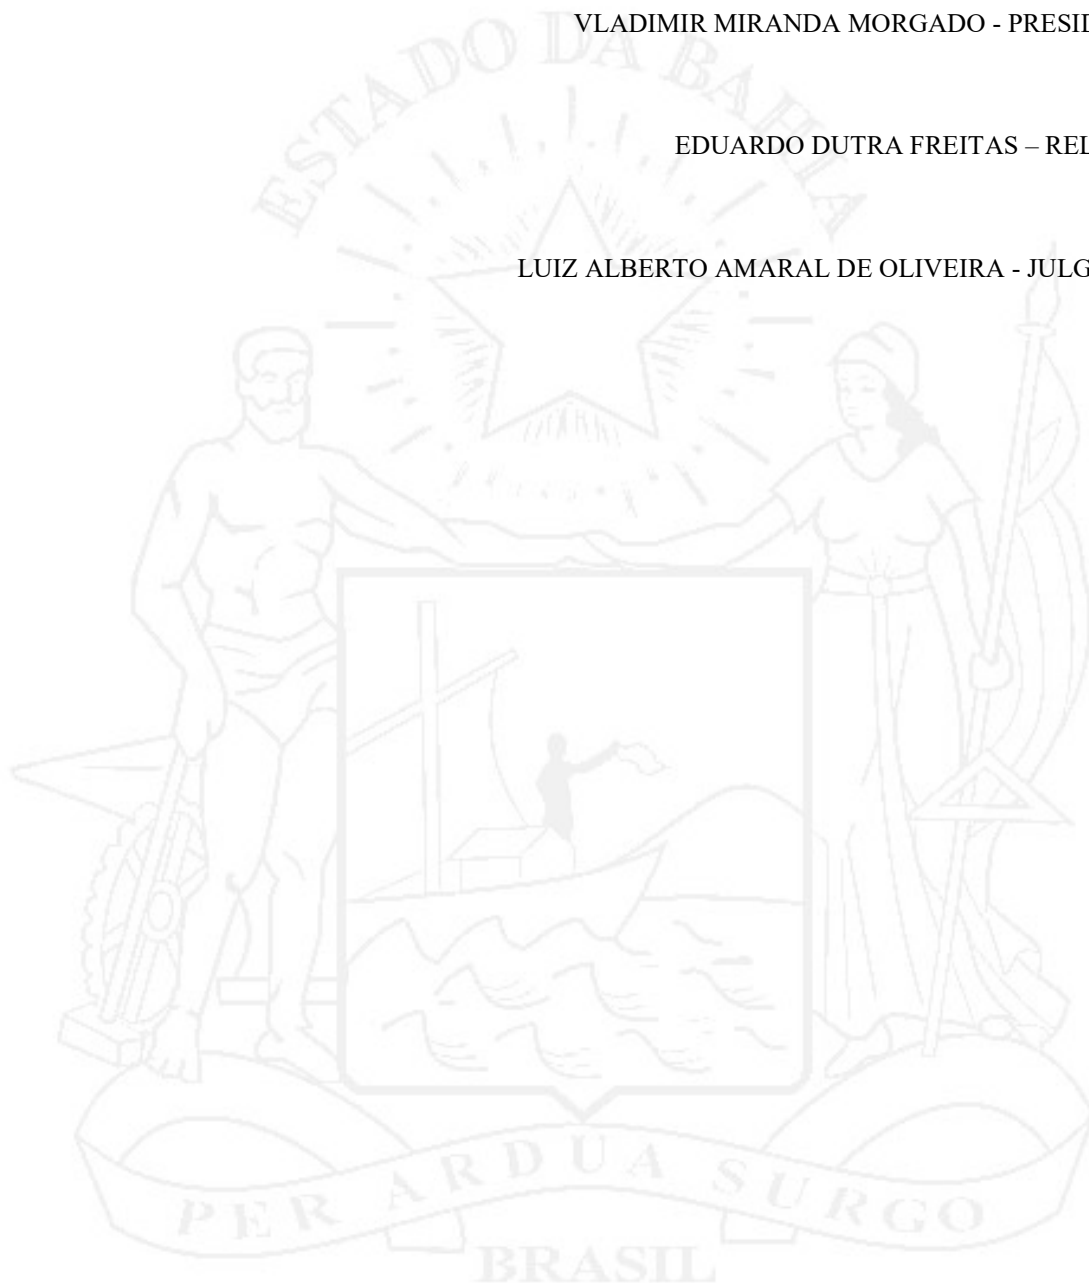 VLADIMIR MIRANDA MORGADO - PRESI
EDUARDO DUTRA FREITAS – REL
LUIZ ALBERTO AMARAL DE OLIVEIRA - JULG
ESTADO DA BAHIA
PER ARDUA SURGO
BRASIL